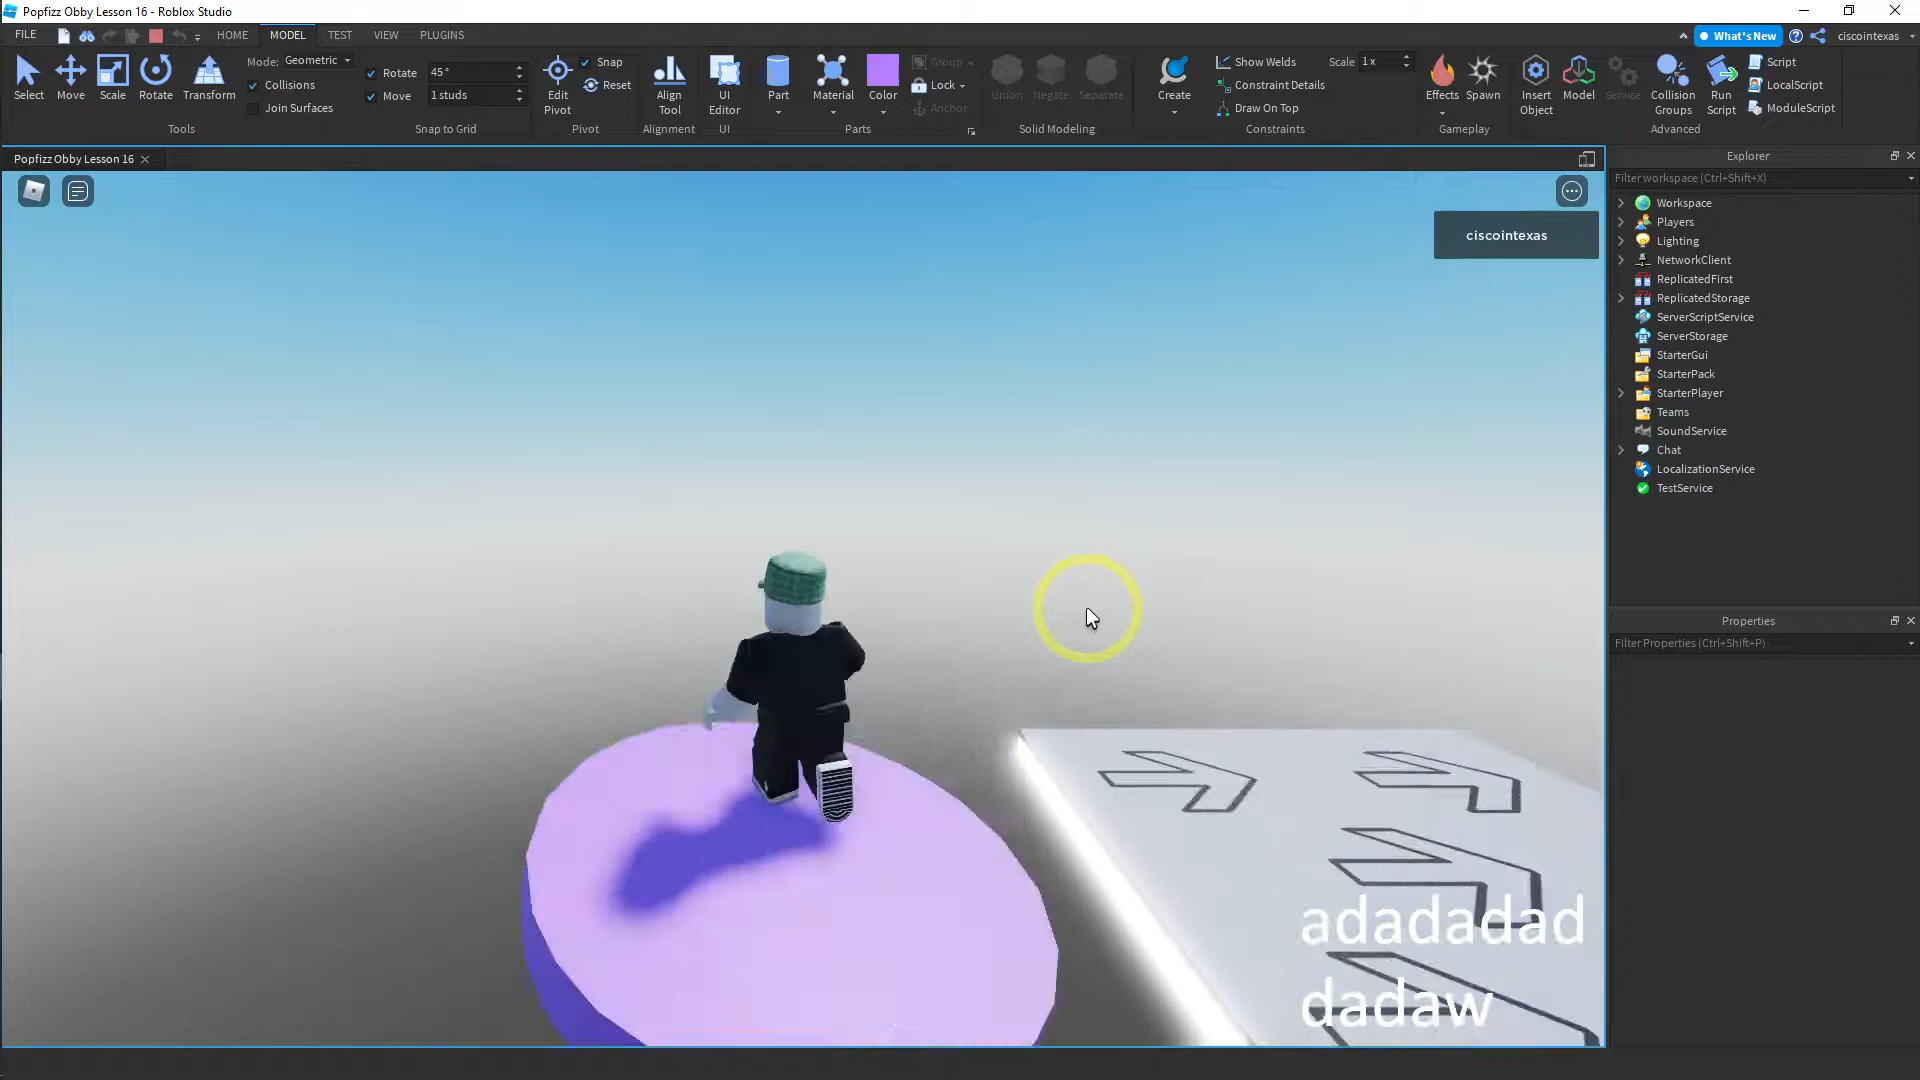 Popfizz Obby Lesson 16 - Roblox Studio
FILE HOME MODEL TEST VIEW PLUGINS What's New ciscointexas
Select
Move
Scale
Rotate
Transform
Mode: Geometric
Collisions
Join Surfaces
Tools
Rotate 45°
Move 1 studs
Snap to Grid
Edit
Pivot
Snap
Reset
Pivot
Align
Tool
Alignment
UI
Editor
UI
Part
Material
Color
Group
Lock
Anchor
Parts
Union
Negate
Separate
Solid Modeling
Create
Show Welds
Constraint Details
Draw On Top
Scale 1x
Constraints
Effects
Spawn
Gameplay
Insert
Object
Model
Service
Collision
Groups
Run
Script
Script
LocalScript
ModuleScript
Advanced
Popfizz Obby Lesson 16
ciscointexas
adadadad
dadaw
Explorer
Filter workspace (Ctrl+Shift+X)
Workspace
Players
Lighting
NetworkClient
ReplicatedFirst
ReplicatedStorage
ServerScriptService
ServerStorage
StarterGui
StarterPack
StarterPlayer
Teams
SoundService
Chat
LocalizationService
TestService
Properties
Filter Properties (Ctrl+Shift+P)